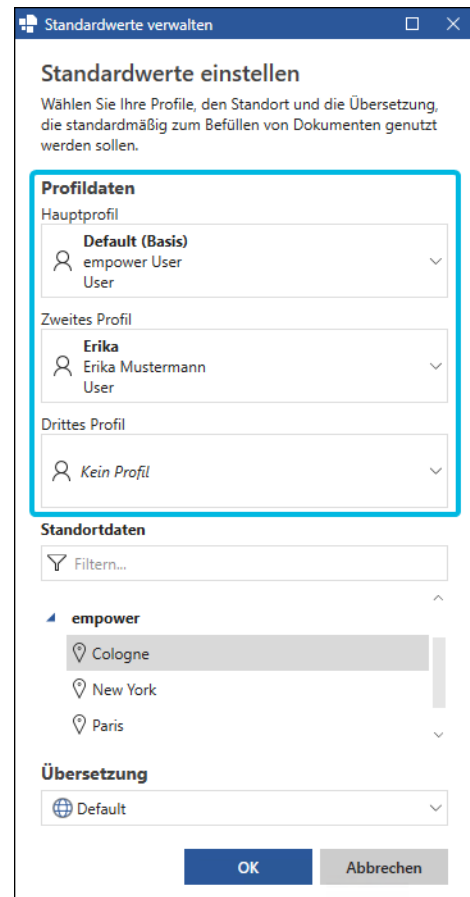 Standardwerte verwalten
Standardwerte einstellen
Wählen Sie Ihre Profile, den Standort und die Übersetzung,
die standardmäßig zum Befüllen von Dokumenten genutzt
werden sollen.
Profildaten
Hauptprofil
Default (Basis)
empower User
User
Zweites Profil
Erika
Erika Mustermann
User
Drittes Profil
Kein Profil
Standortdaten
Filtern...
empower
Cologne
New York
Paris
Übersetzung
Default
OK
Abbrechen